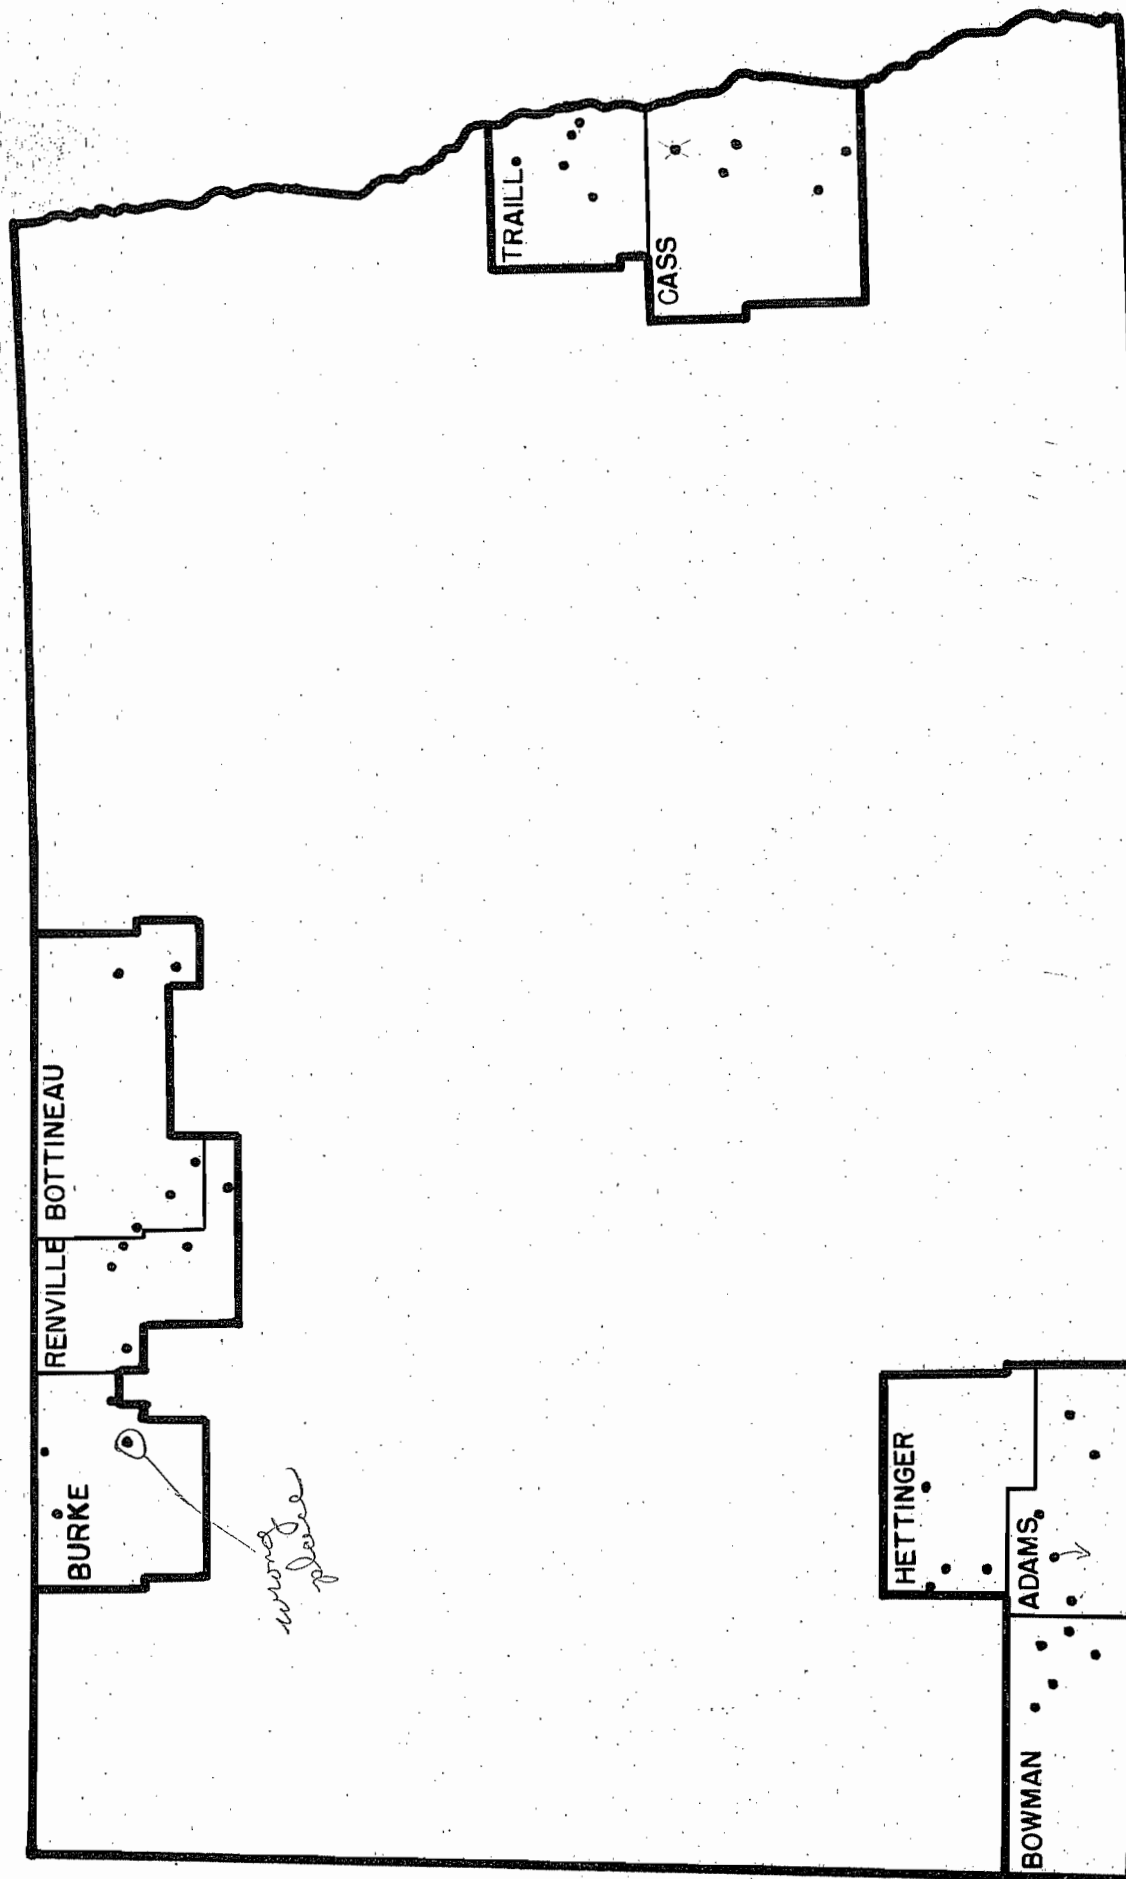 BURKE
RENVILLE
BOTTINEAU
wrong
place
TRAILL
CASS
HETTINGER
ADAMS
BOWMAN